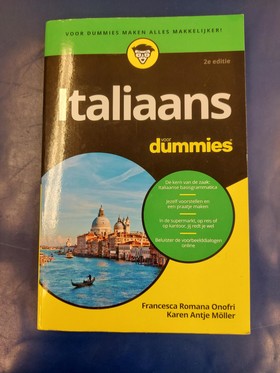 VOOR DUMMIES MAKEN ALLES MAKKELIJKER!
2e editie
Italiaans
voor
dummies
De kern van de zaak:
Italiaanse basisgrammatica
Jezelf voorstellen en
een praatje maken
In de supermarkt, op reis of
op kantoor, jij redt je wel
Beluister de voorbeelddialogen
online
Francesca Romana Onofri
Karen Antje Möller